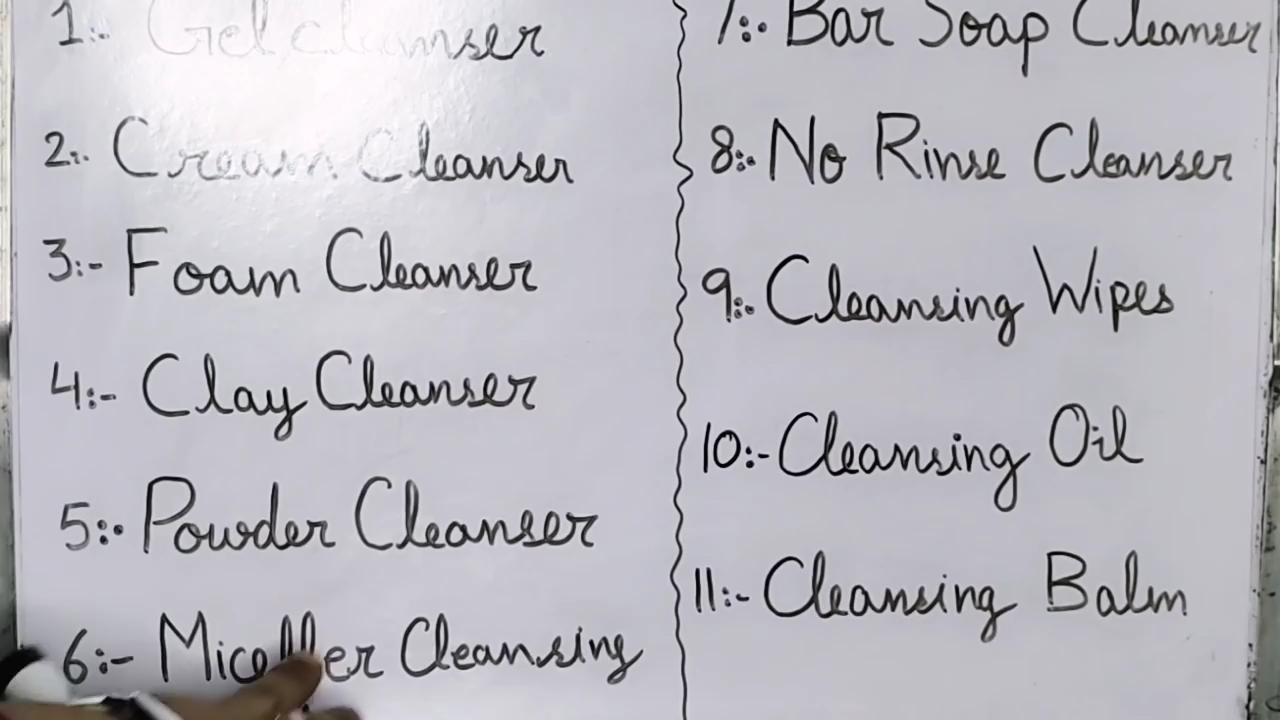 1:- Gel cleanser
2:- Cream Cleanser
3:- Foam Cleanser
4:- Clay Cleanser
5:- Powder Cleanser
6:- Miceller Cleansing
7:- Bar Soap Cleanser
8:- No Rinse Cleanser
9:- Cleansing Wipes
10:- Cleansing Oil
11:- Cleansing Balm